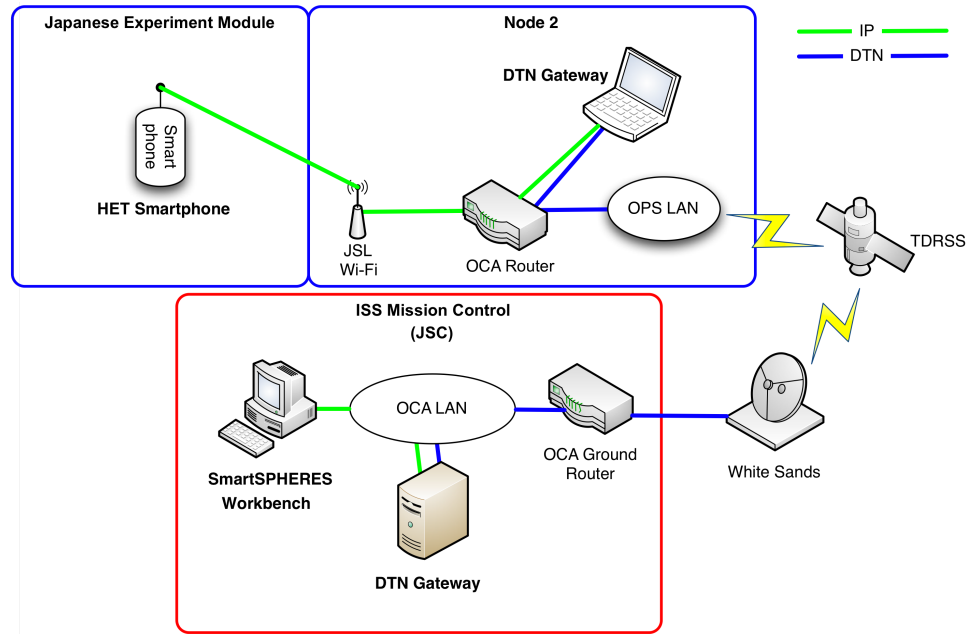 Japanese Experiment Module
Node 2
IP
DTN
DTN Gateway
Smart
phone
HET Smartphone
JSL
Wi-Fi
OCA Router
OPS LAN
TDRSS
ISS Mission Control
(JSC)
OCA LAN
SmartSPHERES
Workbench
OCA Ground
Router
White Sands
DTN Gateway